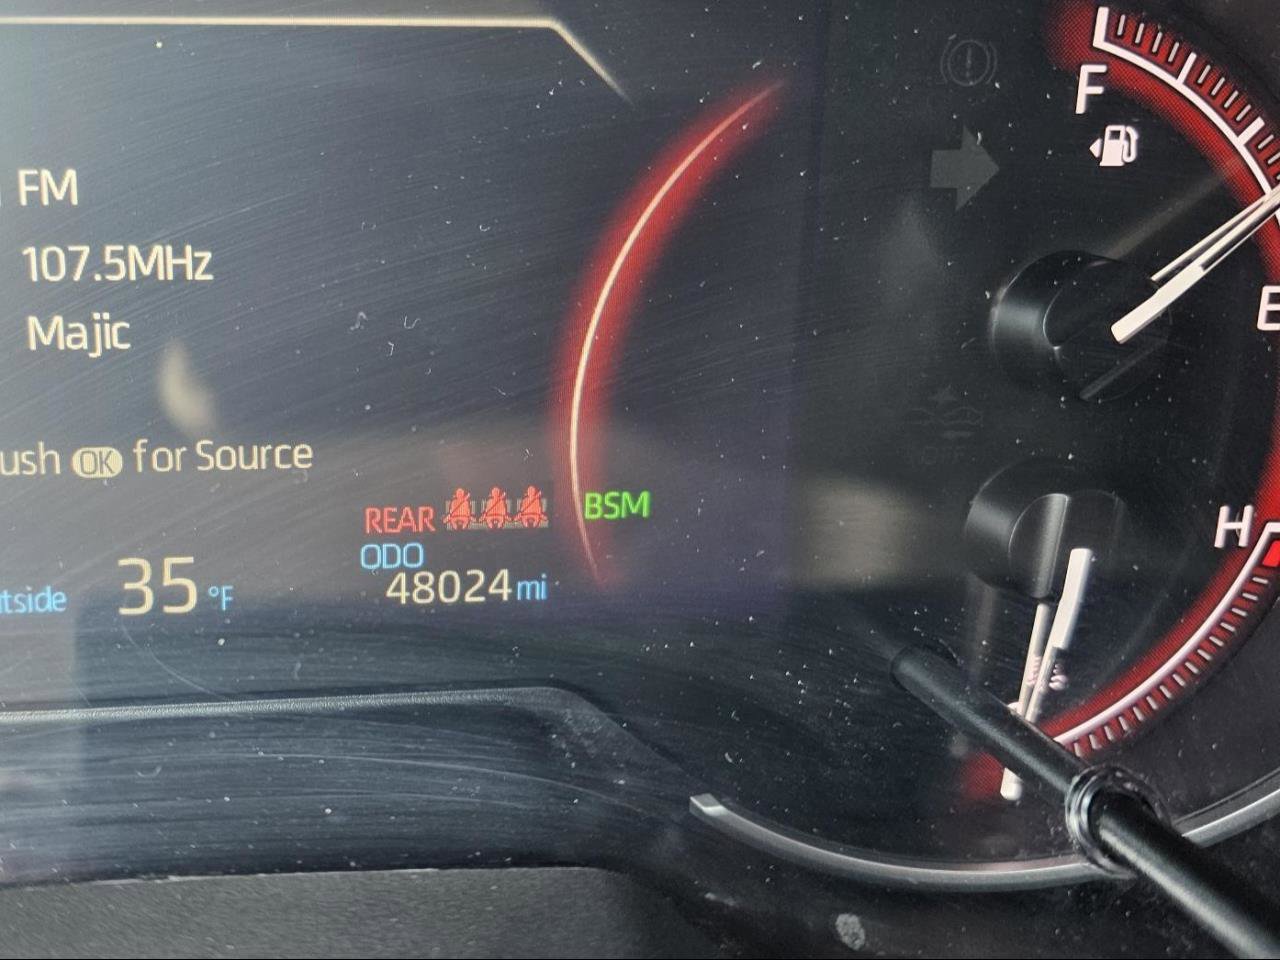 FM
107.5MHz
Majic
ush OK for Source
REAR
BSM
ODO
tside 35 °F
48024 mi
F
E
H